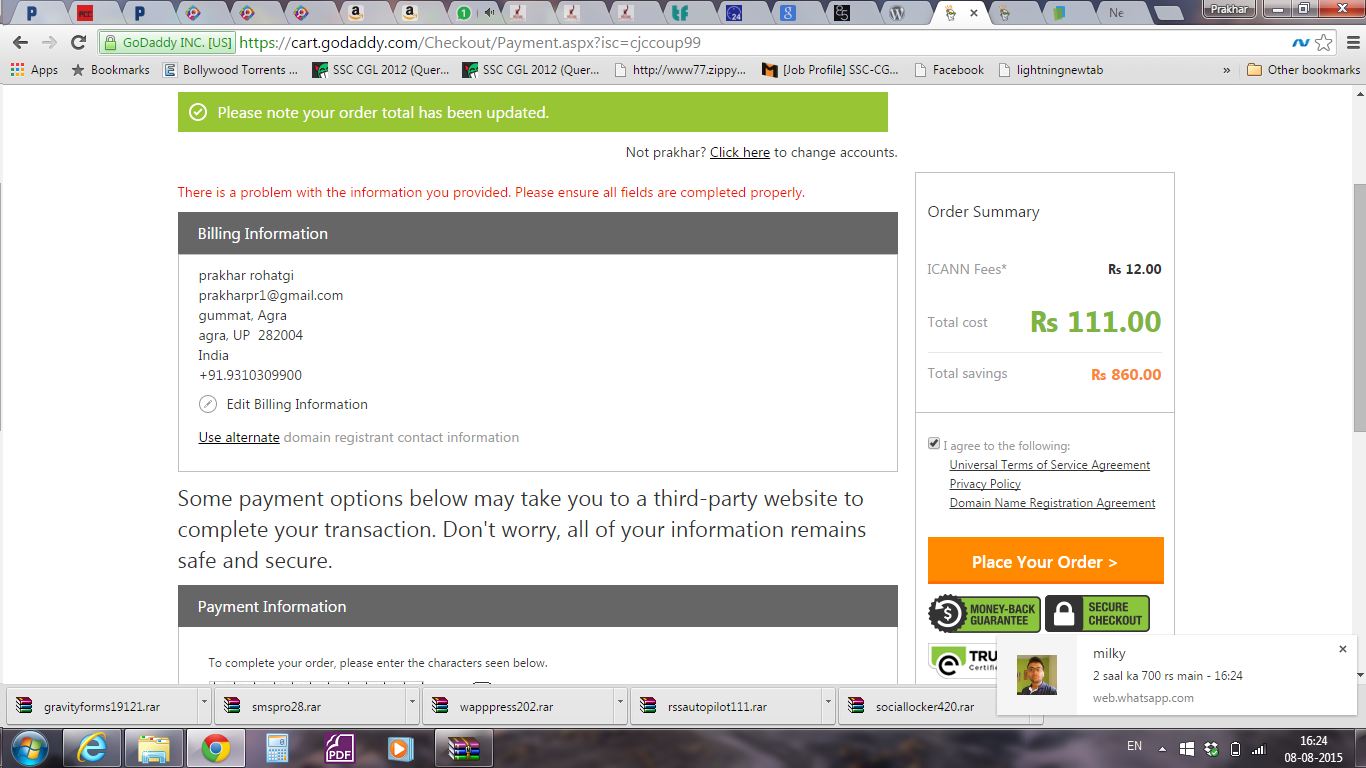 Prakhar
Ne
GoDaddy INC. [US]
https://cart.godaddy.com/Checkout/Payment.aspx?isc=cjccoup99
Apps
Bookmarks
Bollywood Torrents ...
SSC CGL 2012 (Quer...
SSC CGL 2012 (Quer...
http://www77.zippy...
[Job Profile] SSC-CG...
Facebook
lightningnewtab
»
Other bookmarks
Please note your order total has been updated.
Not prakhar? Click here to change accounts.
There is a problem with the information you provided. Please ensure all fields are completed properly.
Billing Information
prakhar rohatgi
prakharpr1@gmail.com
gummat, Agra
agra, UP 282004
India
+91.9310309900
Edit Billing Information
Use alternate domain registrant contact information
Some payment options below may take you to a third-party website to
complete your transaction. Don't worry, all of your information remains
safe and secure.
Payment Information
To complete your order, please enter the characters seen below.
Order Summary
ICANN Fees* Rs 12.00
Total cost Rs 111.00
Total savings Rs 860.00
I agree to the following:
Universal Terms of Service Agreement
Privacy Policy
Domain Name Registration Agreement
Place Your Order >
MONEY-BACK
GUARANTEE
SECURE
CHECKOUT
milky
2 saal ka 700 rs main - 16:24
web.whatsapp.com
gravityforms19121.rar
smspro28.rar
wapppress202.rar
rssautopilot111.rar
sociallocker420.rar
PDF
EN
16:24
08-08-2015